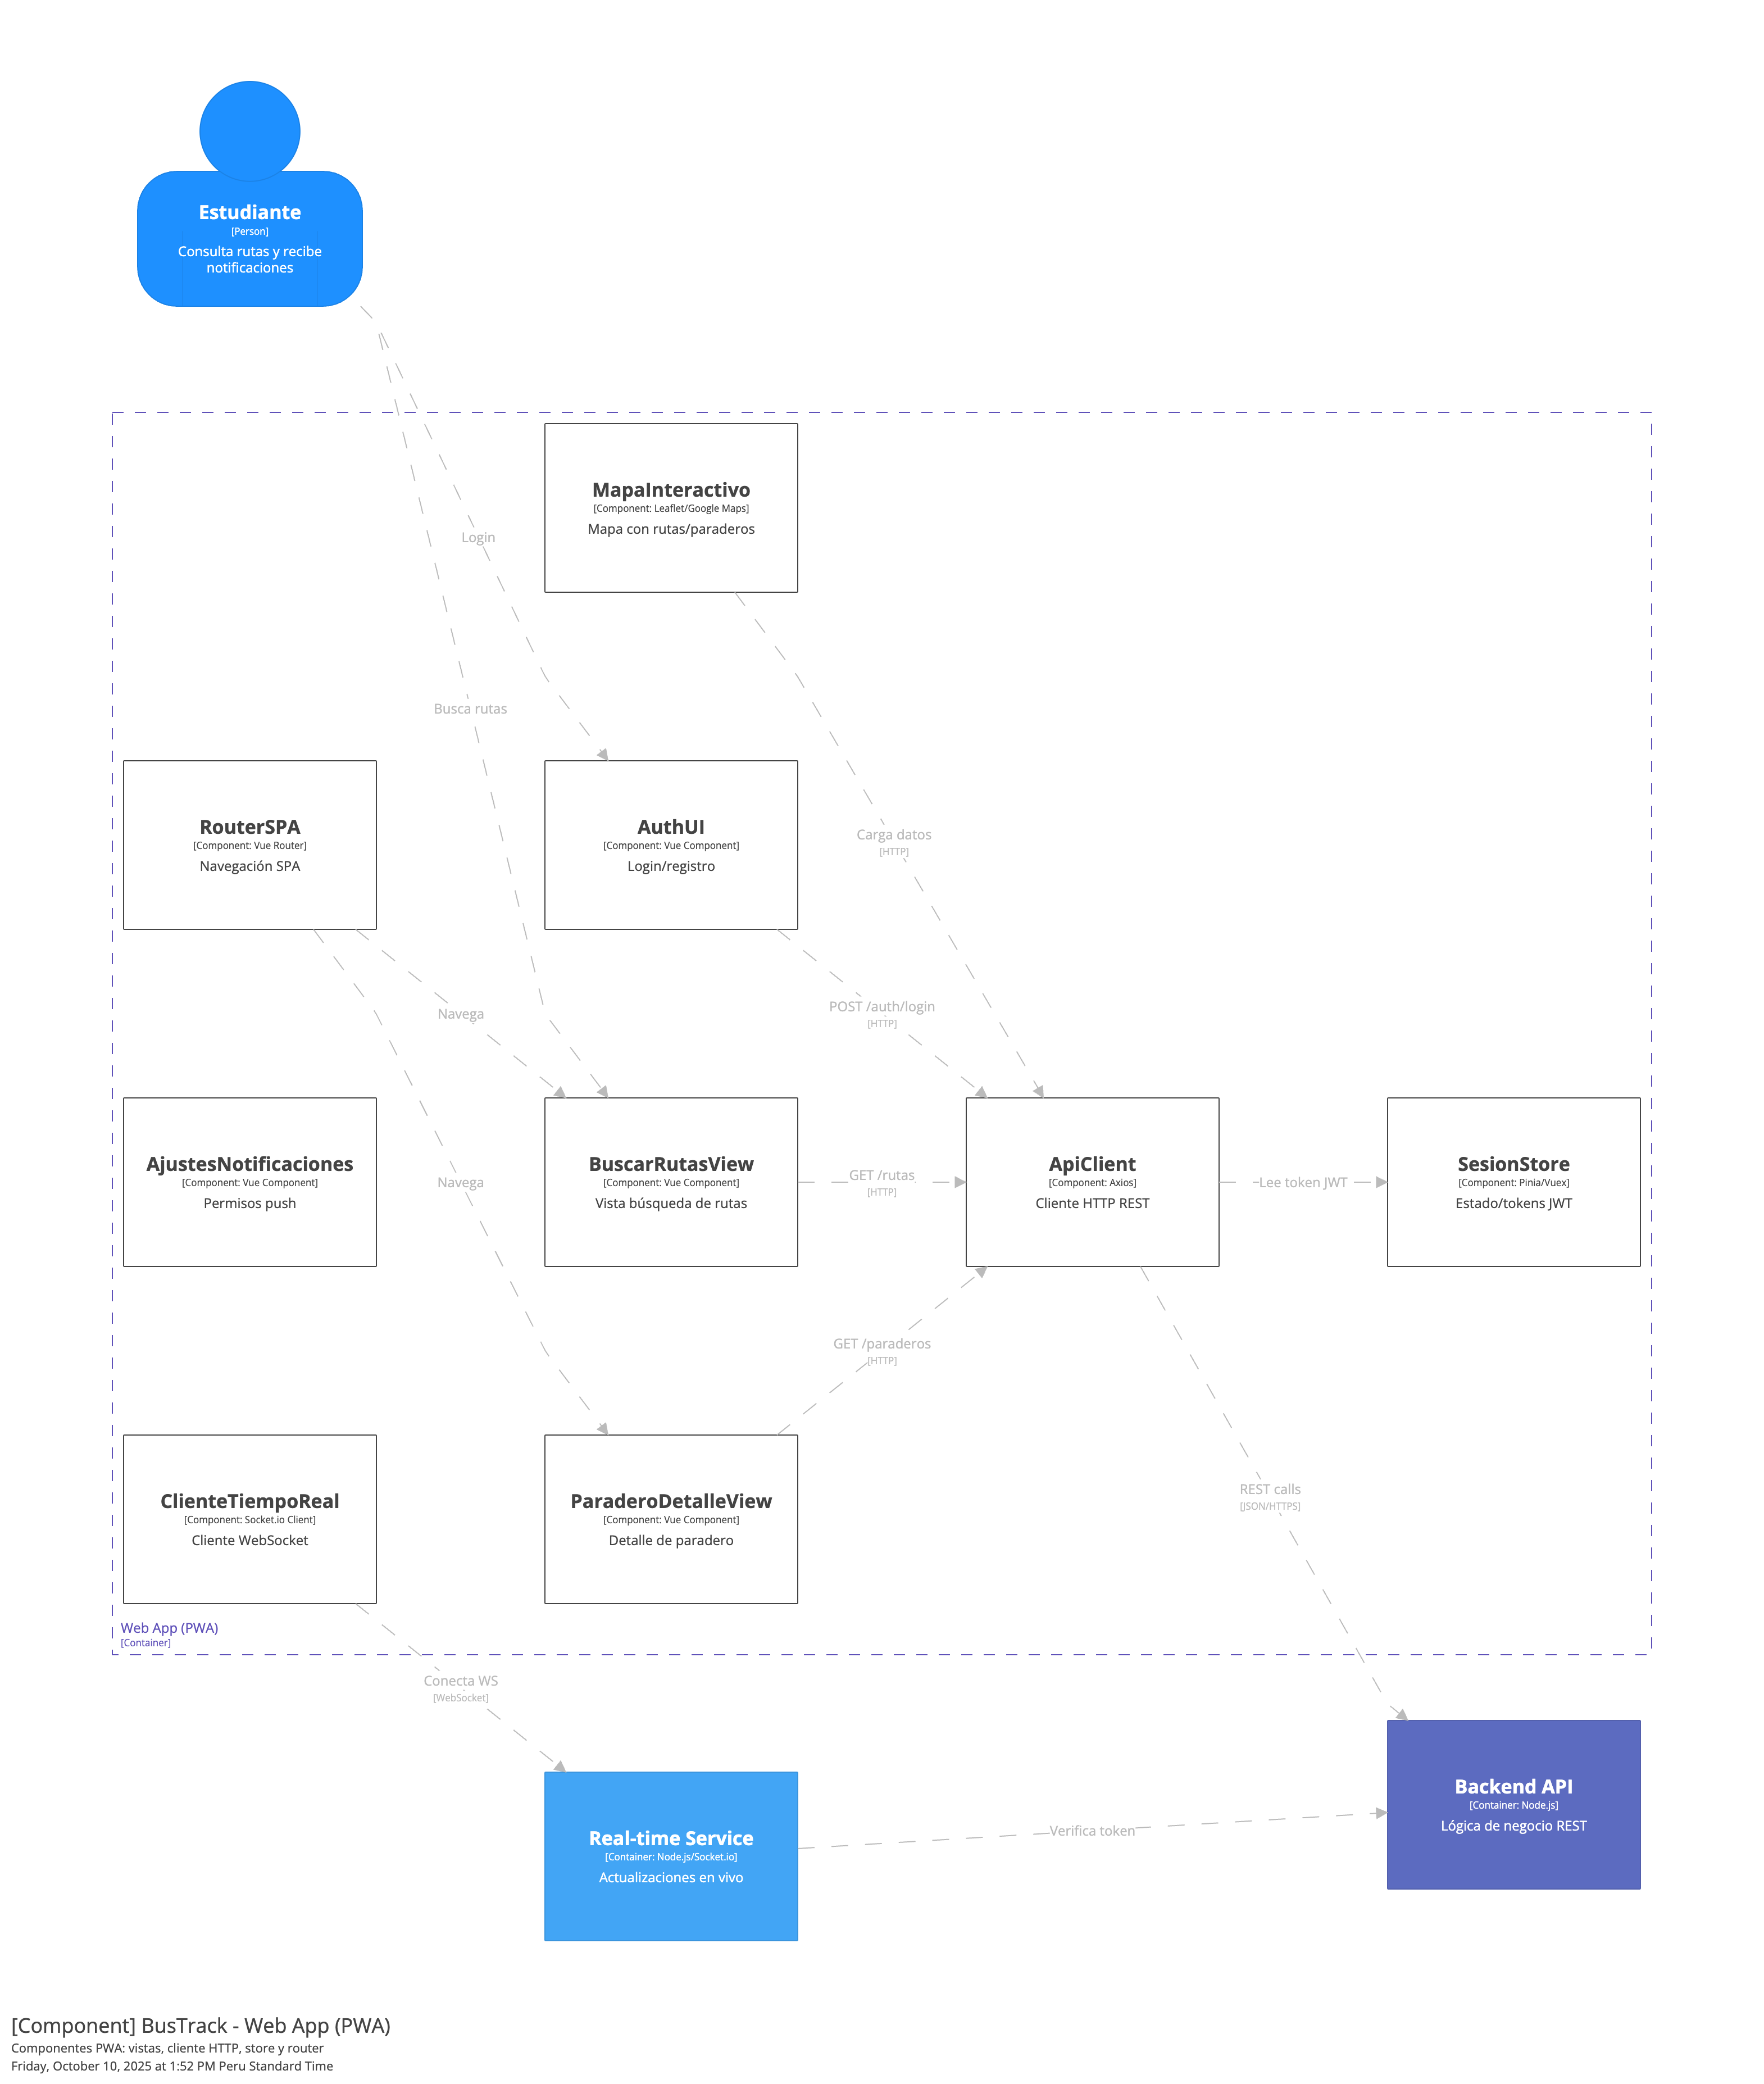 Estudiante
[Person]
Consulta rutas y recibe
notificaciones
MapaInteractivo
[Component: Leaflet/Google Maps]
Mapa con rutas/paraderos
Login
Busca rutas
RouterSPA
[Component: Vue Router]
Navegación SPA
AuthUI
[Component: Vue Component]
Login/registro
Carga datos
[HTTP]
Navega
POST /auth/login
[HTTP]
AjustesNotificaciones
[Component: Vue Component]
Permisos push
Navega
BuscarRutasView
[Component: Vue Component]
Vista búsqueda de rutas
GET /rutas
[HTTP]
ApiClient
[Component: Axios]
Cliente HTTP REST
Lee token JWT
SesionStore
[Component: Pinia/Vuex]
Estado/tokens JWT
GET /paraderos
[HTTP]
ClienteTiempoReal
[Component: Socket.io Client]
Cliente WebSocket
ParaderoDetalleView
[Component: Vue Component]
Detalle de paradero
REST calls
[JSON/HTTPS]
Web App (PWA)
[Container]
Conecta WS
[WebSocket]
Real-time Service
[Container: Node.js/Socket.io]
Actualizaciones en vivo
Verifica token
Backend API
[Container: Node.js]
Lógica de negocio REST
[Component] BusTrack - Web App (PWA)
Componentes PWA: vistas, cliente HTTP, store y router
Friday, October 10, 2025 at 1:52 PM Peru Standard Time